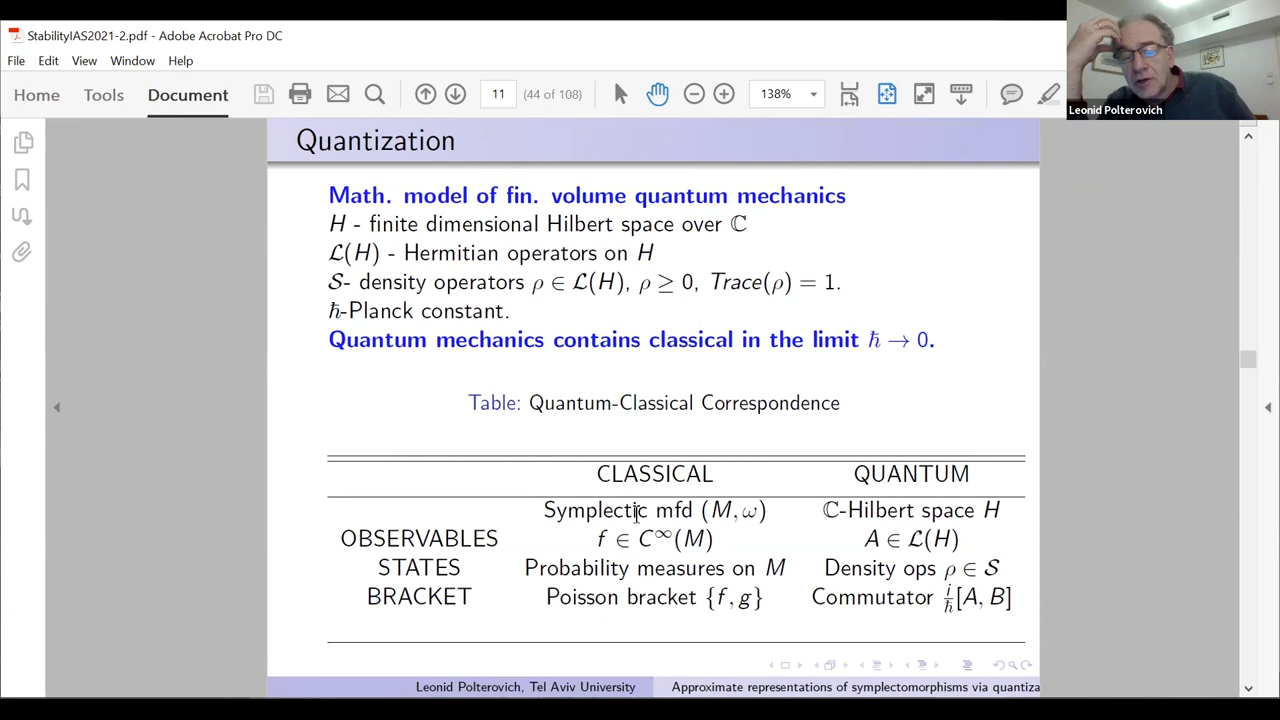 StabilityIAS2021-2.pdf - Adobe Acrobat Pro DC
File Edit View Window Help
Home Tools Document 11 (44 of 108) 138%
Leonid Polterovich
Quantization
Math. model of fin. volume quantum mechanics
H - finite dimensional Hilbert space over ℂ
ℒ(H) - Hermitian operators on H
𝒮- density operators ρ ∈ ℒ(H), ρ ≥ 0, Trace(ρ) = 1.
ħ-Planck constant.
Quantum mechanics contains classical in the limit ħ → 0.
Table: Quantum-Classical Correspondence
CLASSICAL QUANTUM
Symplectic mfd (M, ω) ℂ-Hilbert space H
OBSERVABLES f ∈ C^∞(M) A ∈ ℒ(H)
STATES Probability measures on M Density ops ρ ∈ 𝒮
BRACKET Poisson bracket {f, g} Commutator i/ħ[A, B]
Leonid Polterovich, Tel Aviv University Approximate representations of symplectomorphisms via quantiza